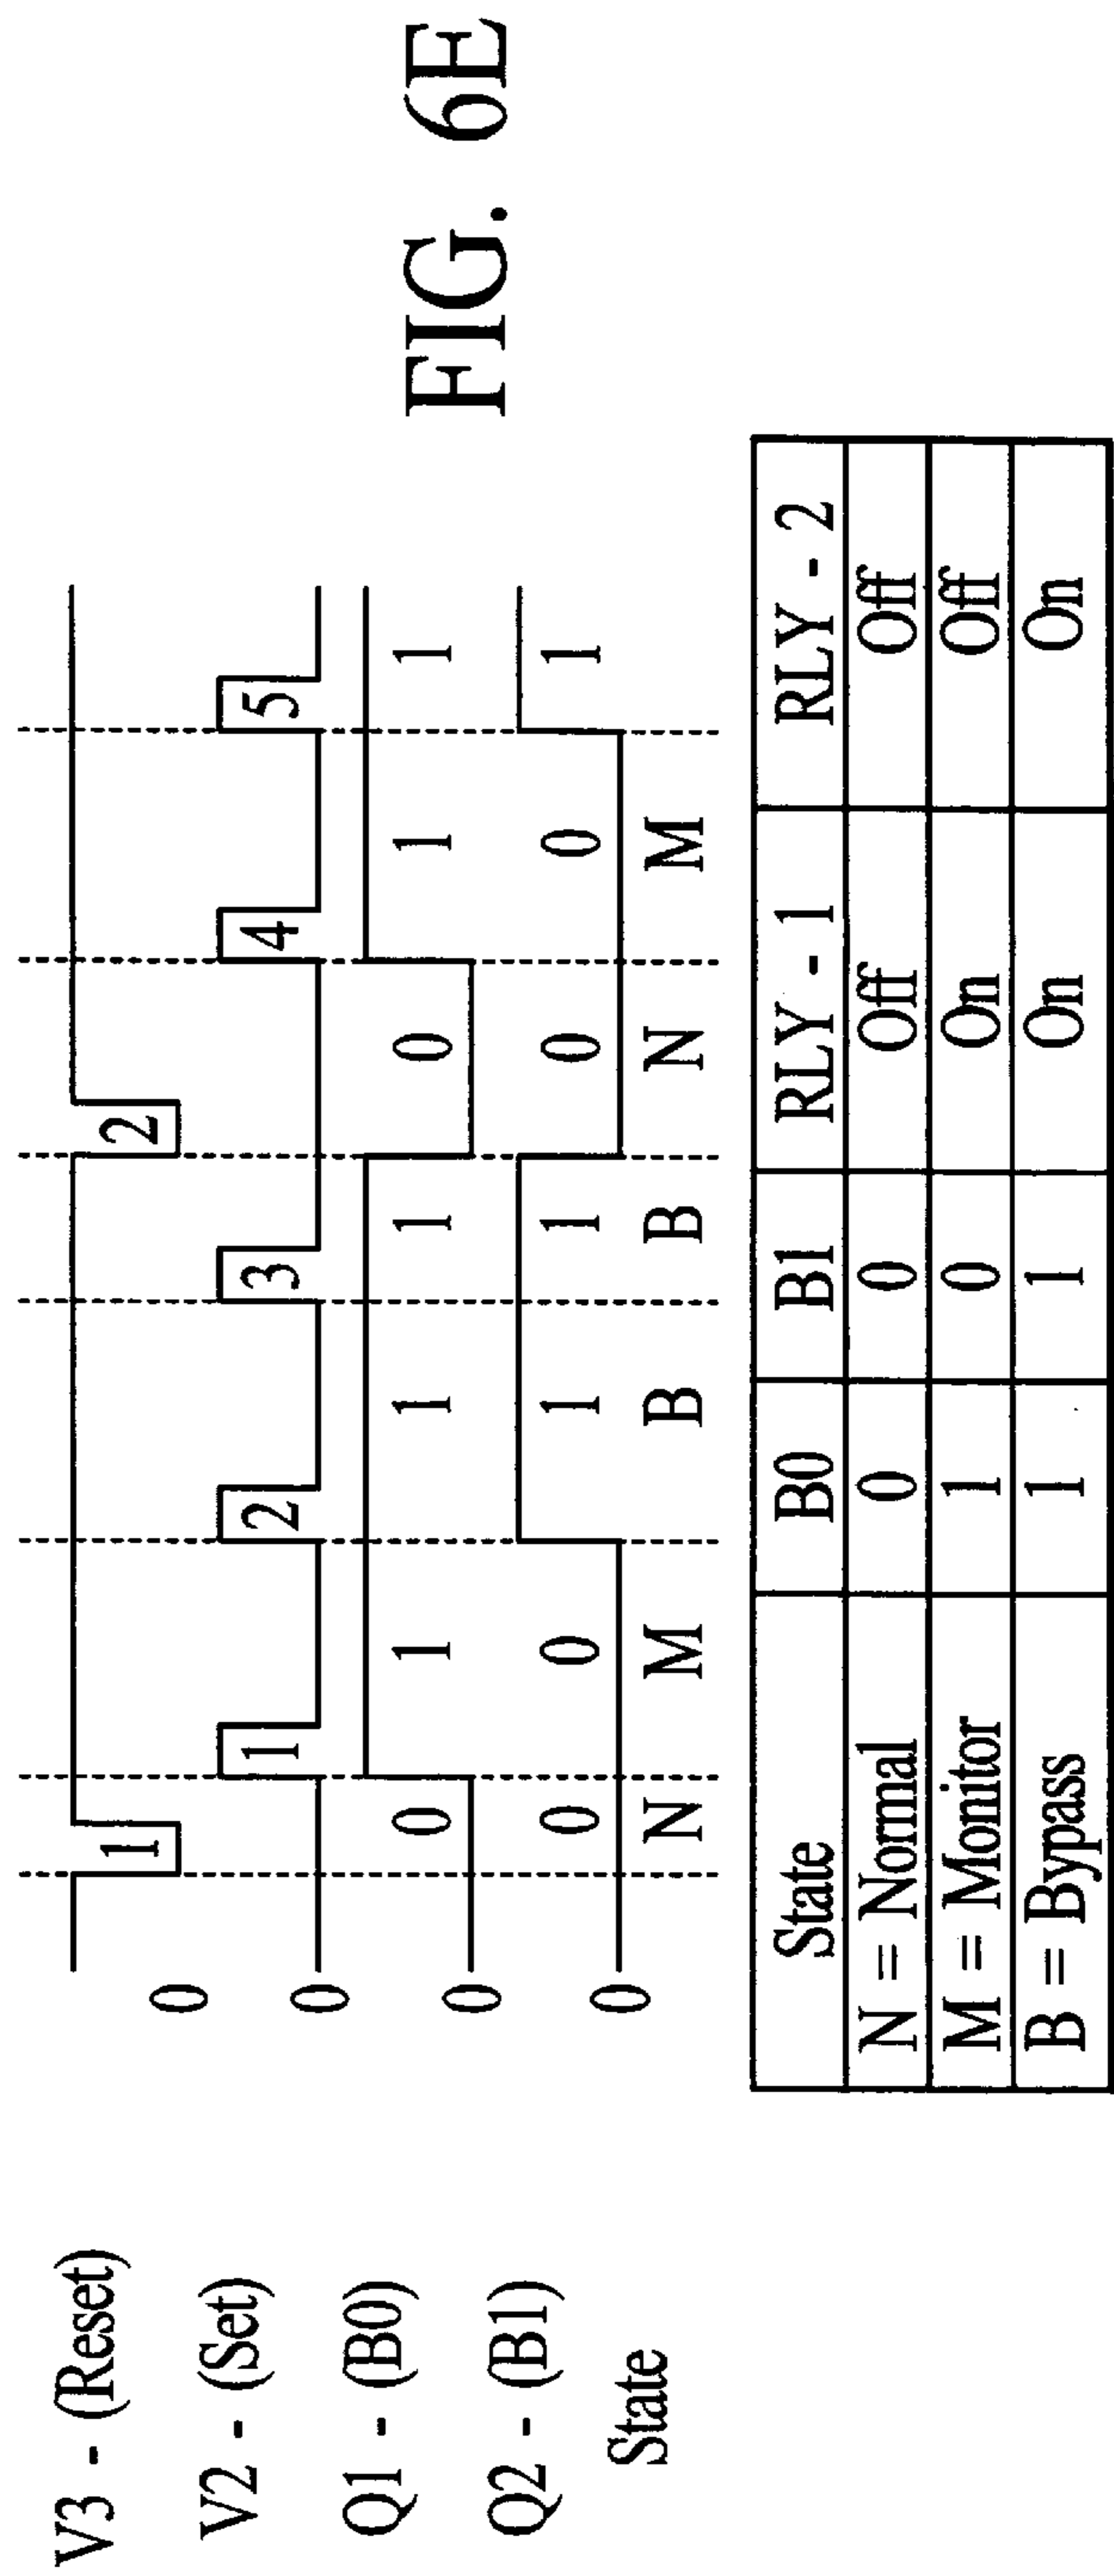 FIG. 6E
V3 - (Reset) 1 2
0
V2 - (Set) 1 2 3 4 5
0
Q1 - (B0) 0 1 1 1 0 1 1
0
Q2 - (B1) 0 0 1 1 0 0 1
0
State N M B B N M
State B0 B1 RLY - 1 RLY - 2
N = Normal 0 0 Off Off
M = Monitor 1 0 On Off
B = Bypass 1 1 On On